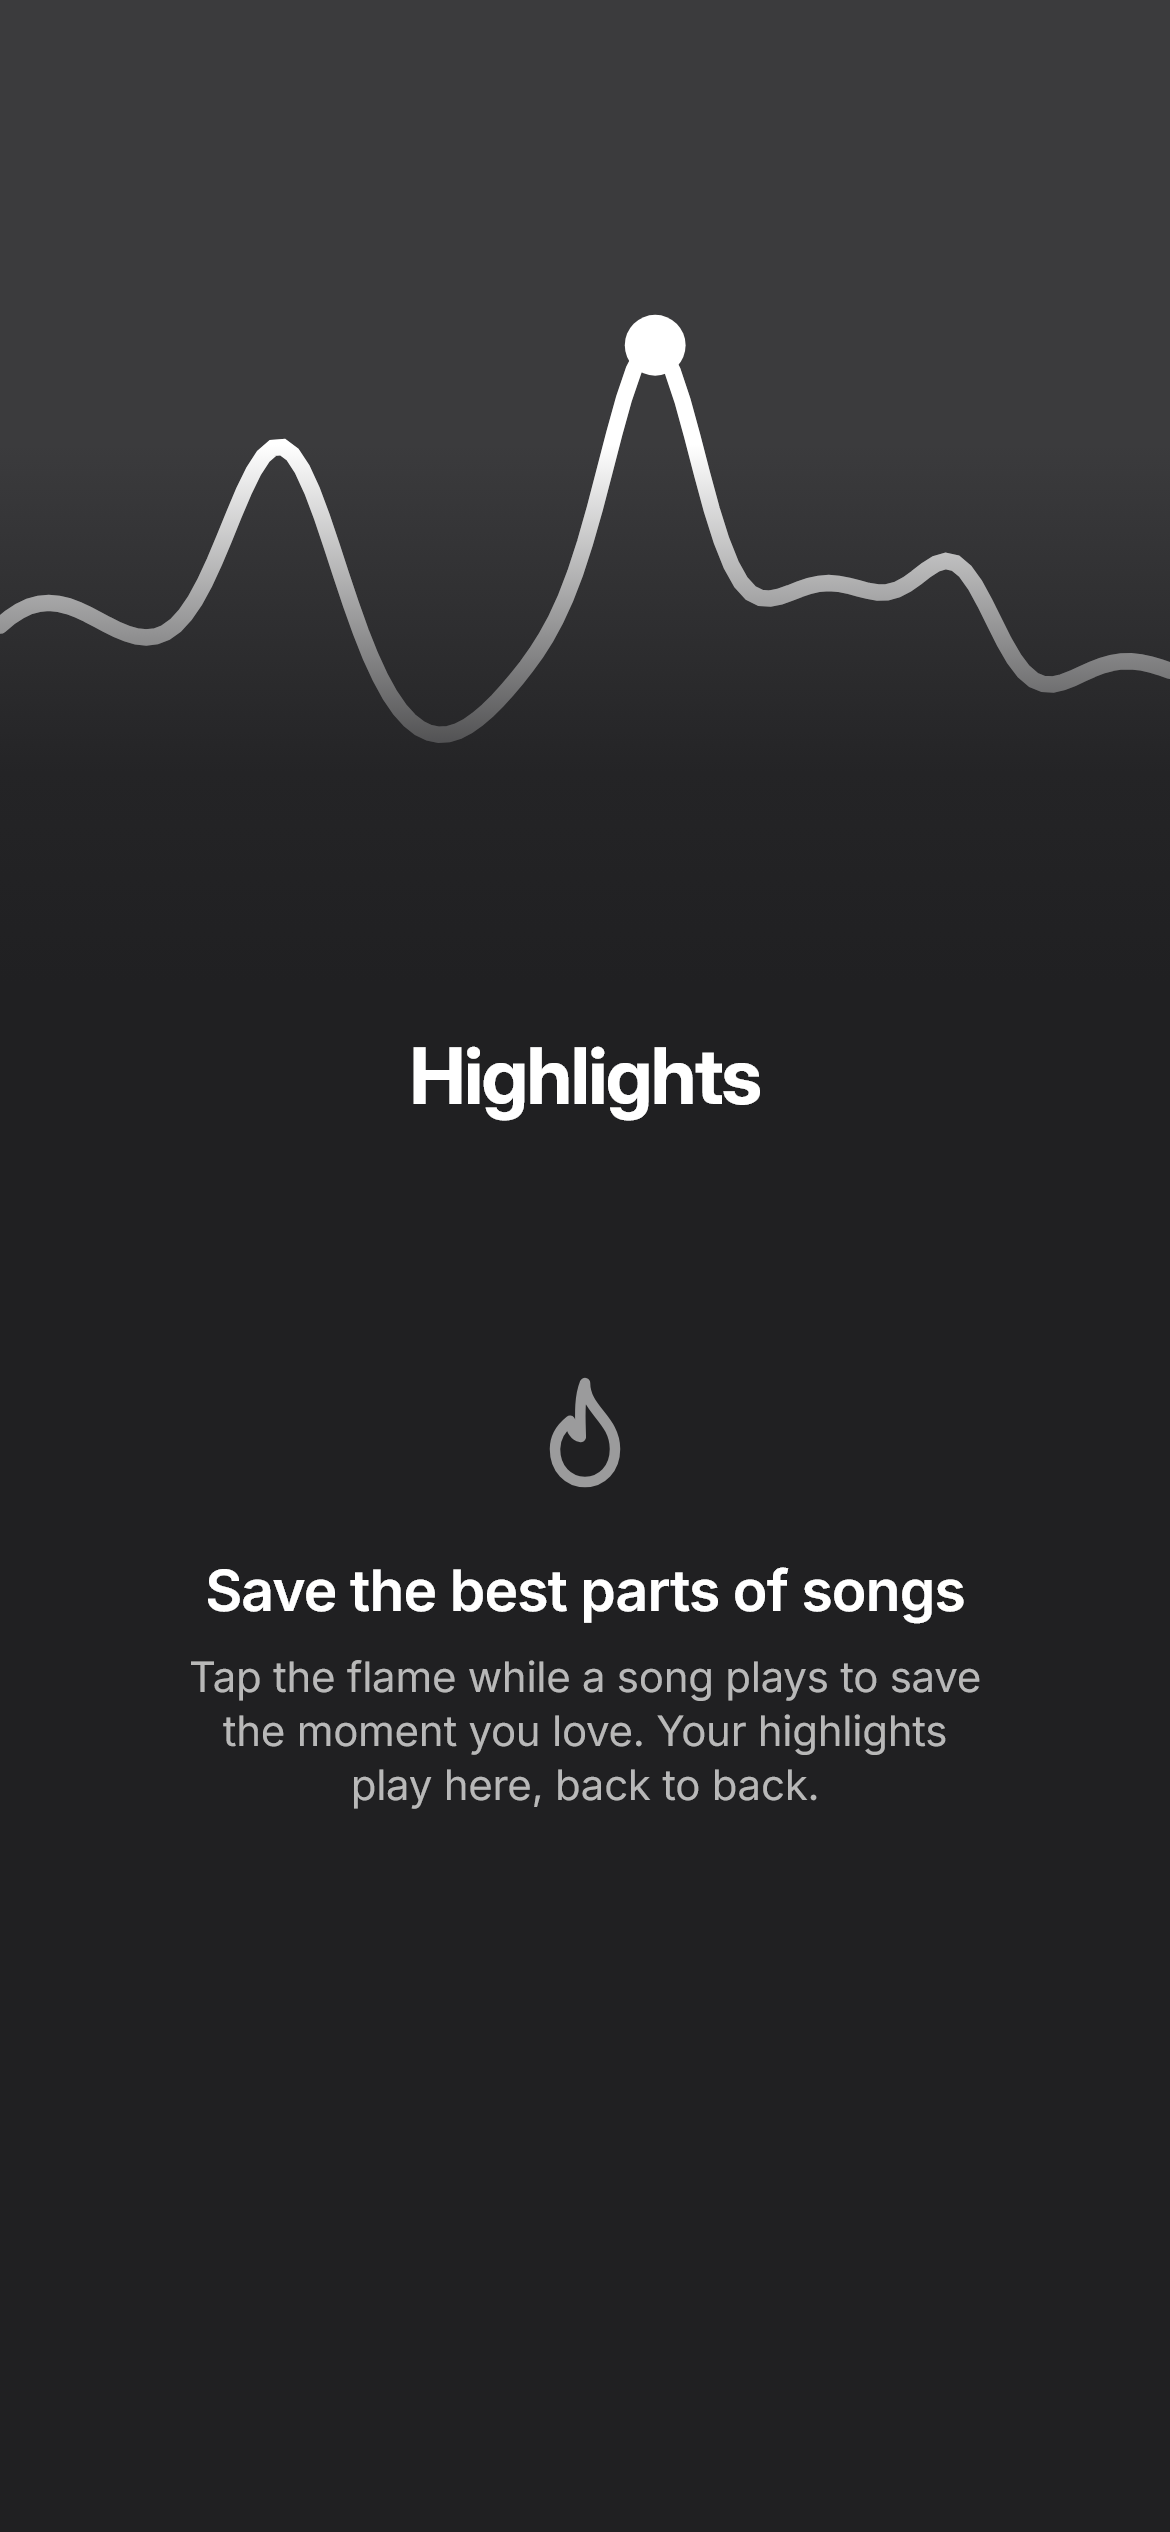 Highlights
Save the best parts of songs
Tap the flame while a song plays to save
the moment you love. Your highlights
play here, back to back.